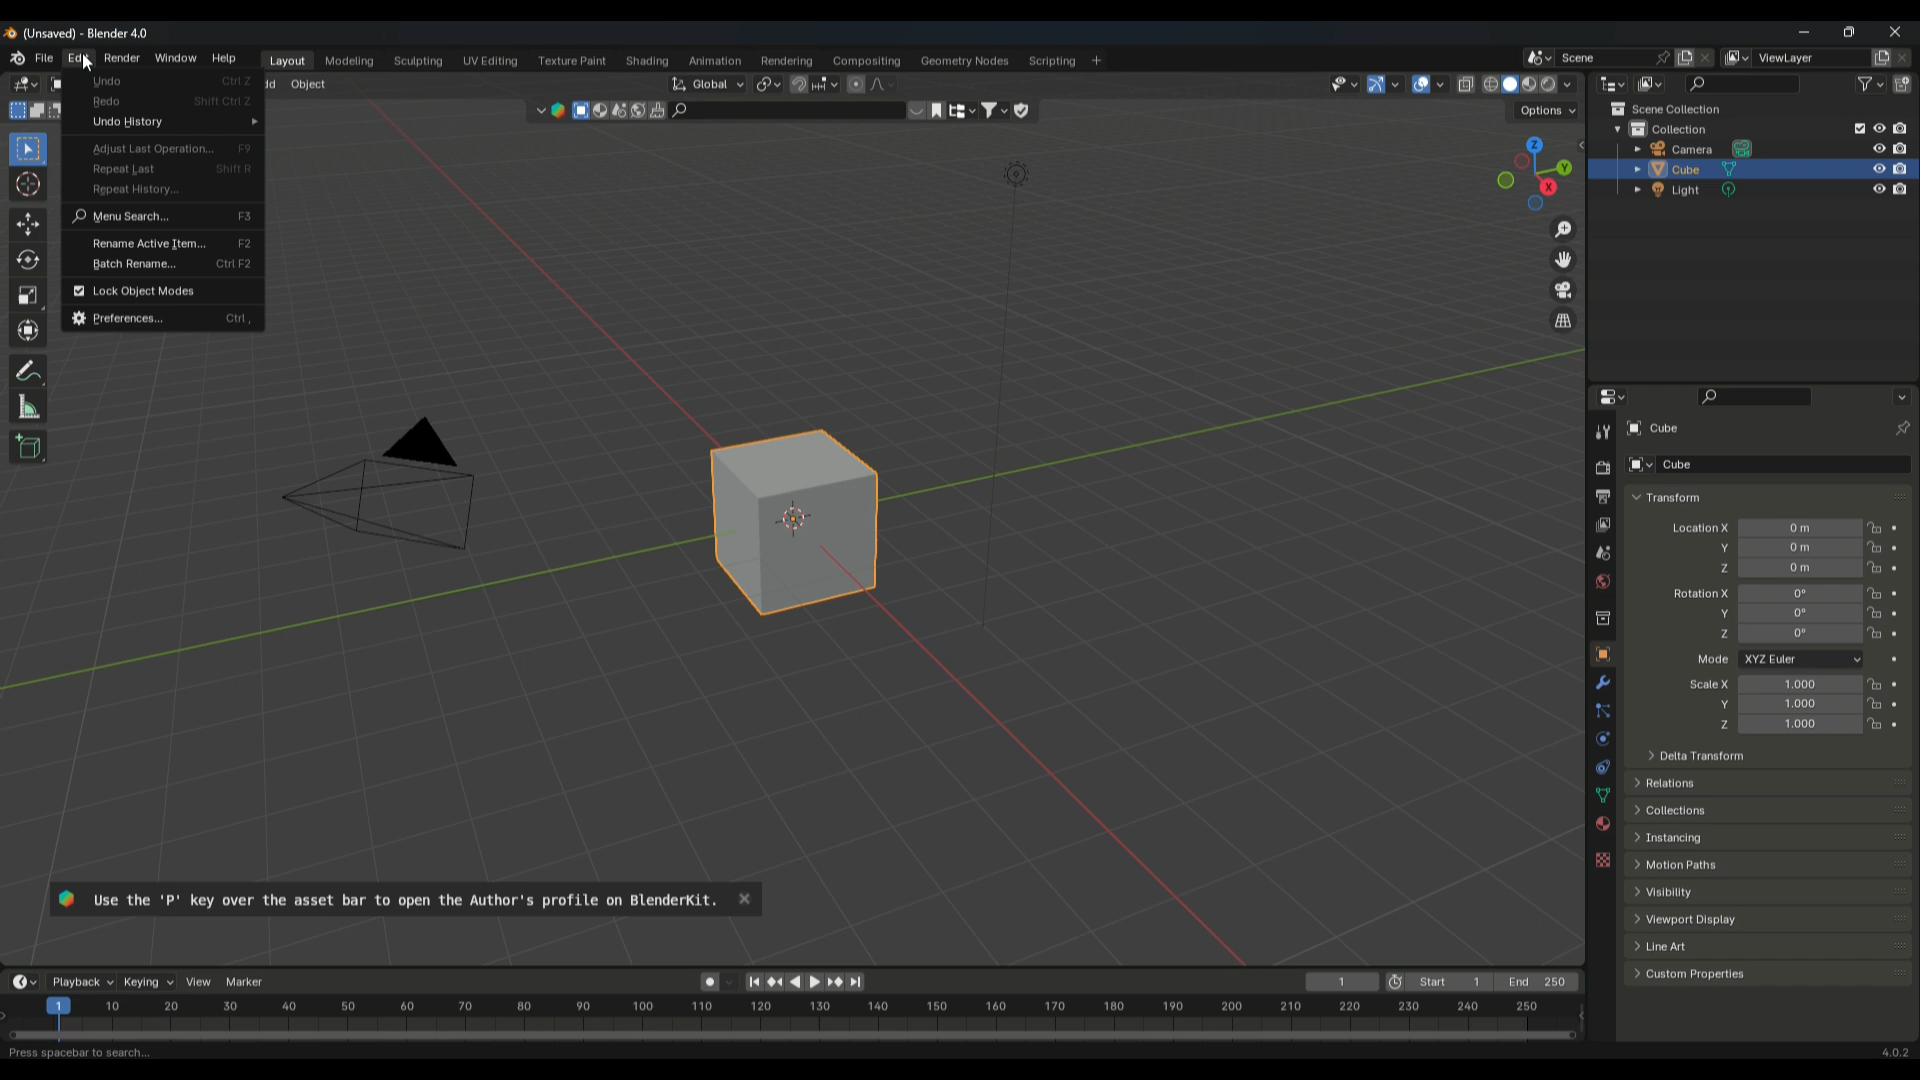 (Unsaved) - Blender 4.0
File Edit Render Window Help
Layout Modeling Sculpting UV Editing Texture Paint Shading Animation Rendering Compositing Geometry Nodes Scripting +
Scene
ViewLayer
Object
Global
Options
Undo Ctrl Z
Redo Shift Ctrl Z
Undo History
Adjust Last Operation... F9
Repeat Last Shift R
Repeat History...
Menu Search... F3
Rename Active Item... F2
Batch Rename... Ctrl F2
Lock Object Modes
Preferences... Ctrl ,
Z
Y
X
Scene Collection
Collection
Camera
Cube
Light
Cube
Cube
Transform
Location X 0 m
Y 0 m
Z 0 m
Rotation X 0°
Y 0°
Z 0°
Mode XYZ Euler
Scale X 1.000
Y 1.000
Z 1.000
Delta Transform
Relations
Collections
Instancing
Motion Paths
Visibility
Viewport Display
Line Art
Custom Properties
Use the 'P' key over the asset bar to open the Author's profile on BlenderKit.
Playback Keying View Marker
1 Start 1 End 250
1 10 20 30 40 50 60 70 80 90 100 110 120 130 140 150 160 170 180 190 200 210 220 230 240 250
Press spacebar to search...
4.0.2